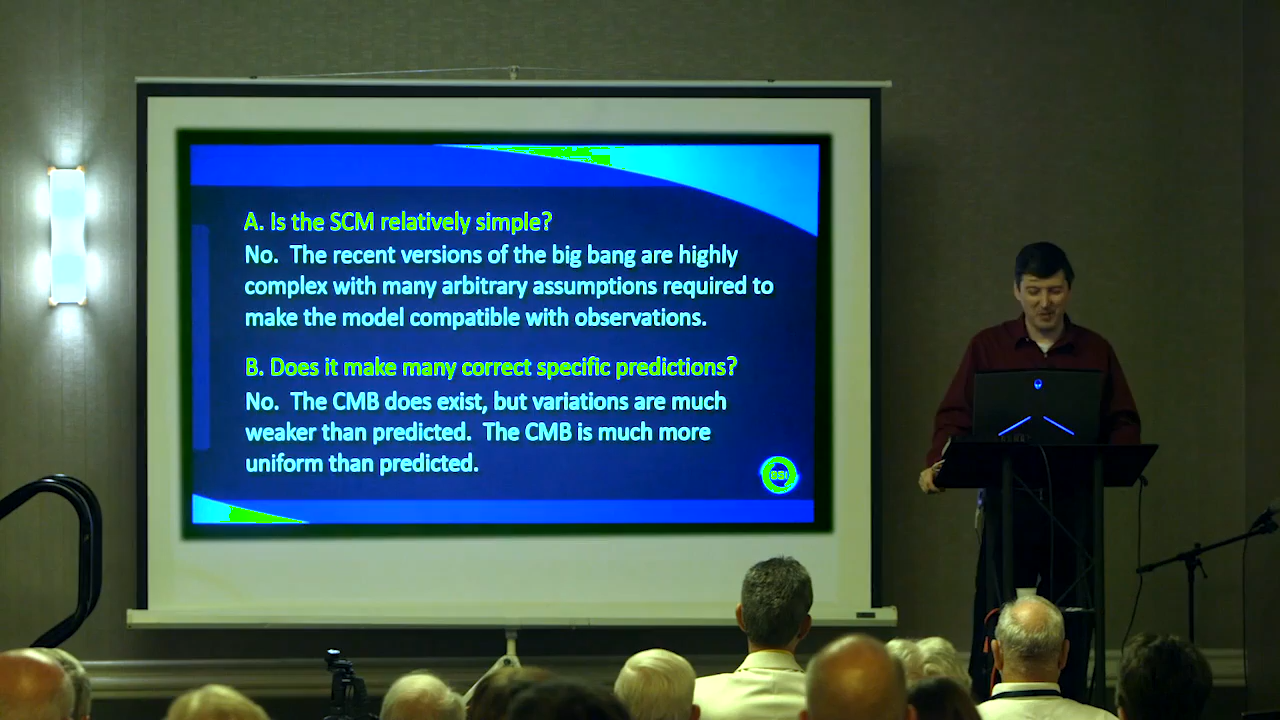 A. Is the SCM relatively simple?
No. The recent versions of the big bang are highly
complex with many arbitrary assumptions required to
make the model compatible with observations.
B. Does it make many correct specific predictions?
No. The CMB does exist, but variations are much
weaker than predicted. The CMB is much more
uniform than predicted.